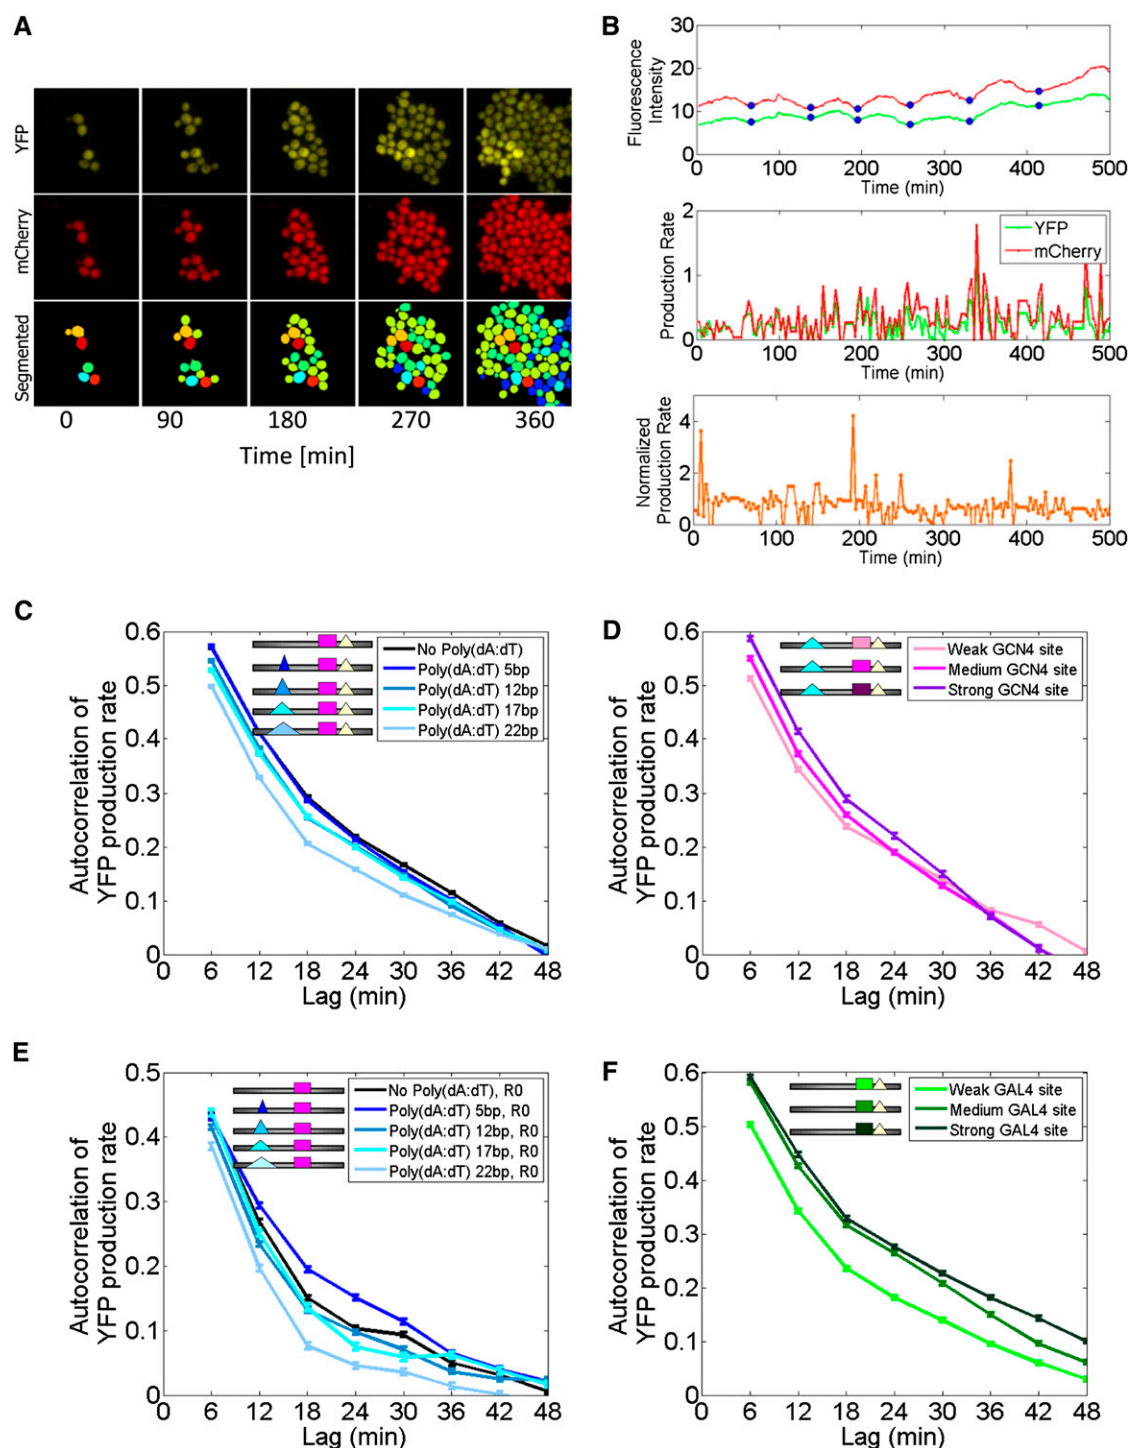 A
YFP
mCherry
Segmented
0 90 180 270 360
Time [min]
B
Fluorescence
Intensity
30
20
10
0
0 100 200 300 400 500
Time (min)
Production Rate
2
1
0
YFP
mCherry
0 100 200 300 400 500
Time (min)
Normalized
Production Rate
4
2
0
100 200 300 400 500
Time (min)
C
Autocorrelation of
YFP production rate
0.6
0.5
0.4
0.3
0.2
0.1
0
No Poly(dA:dT)
Poly(dA:dT) 5bp
Poly(dA:dT) 12bp
Poly(dA:dT) 17bp
Poly(dA:dT) 22bp
0 6 12 18 24 30 36 42 48
Lag (min)
D
Autocorrelation of
YFP production rate
0.6
0.5
0.4
0.3
0.2
0.1
0
Weak GCN4 site
Medium GCN4 site
Strong GCN4 site
0 6 12 18 24 30 36 42 48
Lag (min)
E
Autocorrelation of
YFP production rate
0.5
0.4
0.3
0.2
0.1
0
No Poly(dA:dT), R0
Poly(dA:dT) 5bp, R0
Poly(dA:dT) 12bp, R0
Poly(dA:dT) 17bp, R0
Poly(dA:dT) 22bp, R0
0 6 12 18 24 30 36 42 48
Lag (min)
F
Autocorrelation of
YFP production rate
0.6
0.5
0.4
0.3
0.2
0.1
0
Weak GAL4 site
Medium GAL4 site
Strong GAL4 site
0 6 12 18 24 30 36 42 48
Lag (min)